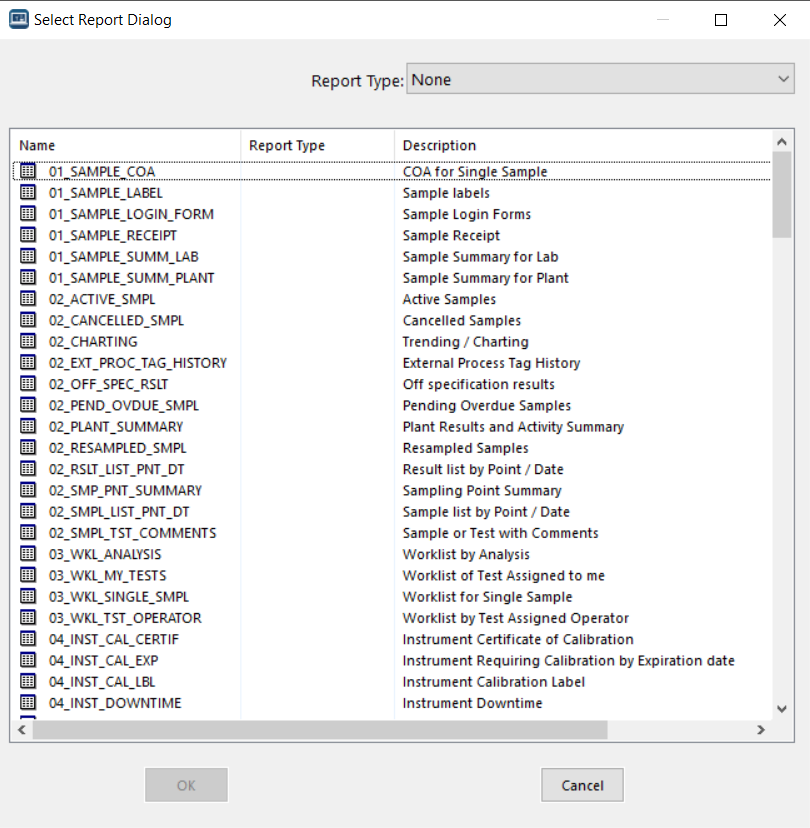 Select Report Dialog
Report Type: None
Name Report Type Description
01_SAMPLE_COA COA for Single Sample
01_SAMPLE_LABEL Sample labels
01_SAMPLE_LOGIN_FORM Sample Login Forms
01_SAMPLE_RECEIPT Sample Receipt
01_SAMPLE_SUMM_LAB Sample Summary for Lab
01_SAMPLE_SUMM_PLANT Sample Summary for Plant
02_ACTIVE_SMPL Active Samples
02_CANCELLED_SMPL Cancelled Samples
02_CHARTING Trending / Charting
02_EXT_PROC_TAG_HISTORY External Process Tag History
02_OFF_SPEC_RSLT Off specification results
02_PEND_OVDUE_SMPL Pending Overdue Samples
02_PLANT_SUMMARY Plant Results and Activity Summary
02_RESAMPLED_SMPL Resampled Samples
02_RSLT_LIST_PNT_DT Result list by Point / Date
02_SMP_PNT_SUMMARY Sampling Point Summary
02_SMPL_LIST_PNT_DT Sample list by Point / Date
02_SMPL_TST_COMMENTS Sample or Test with Comments
03_WKL_ANALYSIS Worklist by Analysis
03_WKL_MY_TESTS Worklist of Test Assigned to me
03_WKL_SINGLE_SMPL Worklist for Single Sample
03_WKL_TST_OPERATOR Worklist by Test Assigned Operator
04_INST_CAL_CERTIF Instrument Certificate of Calibration
04_INST_CAL_EXP Instrument Requiring Calibration by Expiration date
04_INST_CAL_LBL Instrument Calibration Label
04_INST_DOWNTIME Instrument Downtime
OK Cancel